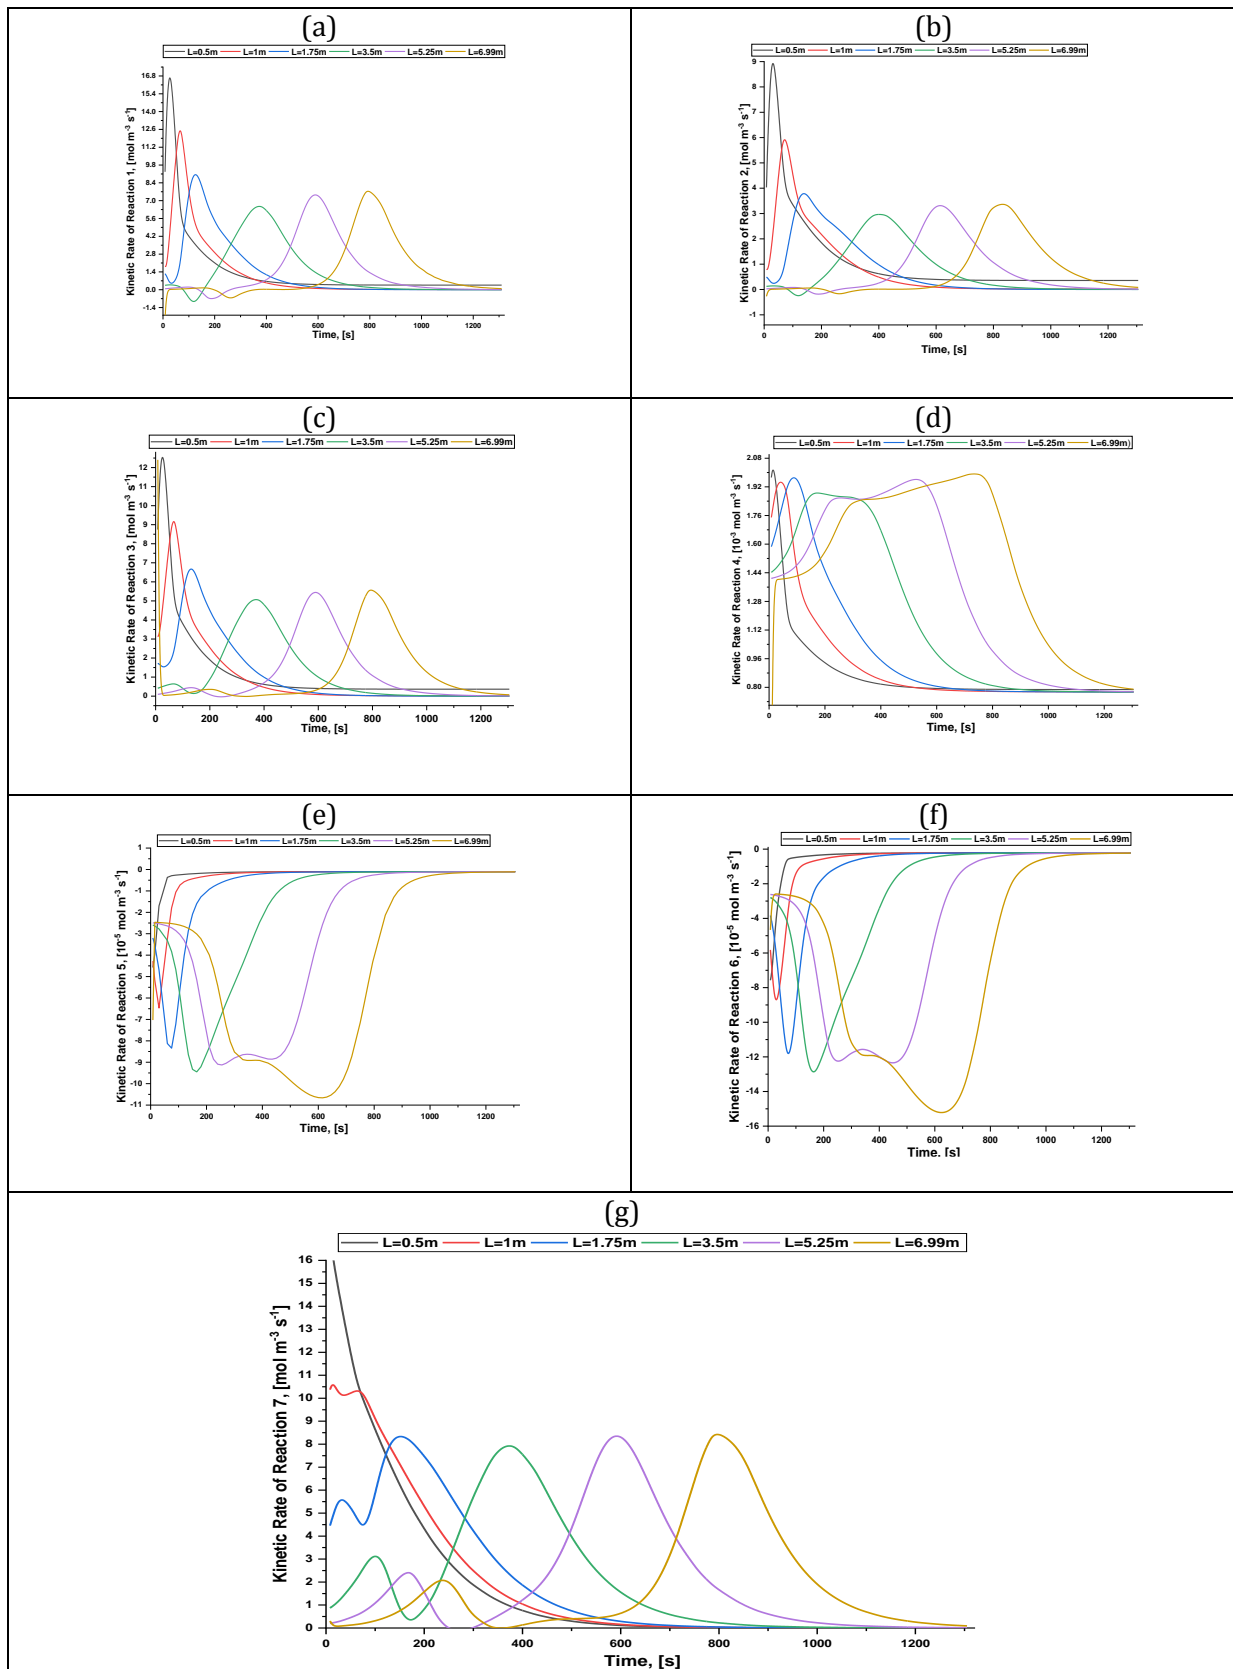 (a)
L=0.5m L=1m L=1.75m L=3.5m L=5.25m L=6.99m
Kinetic Rate of Reaction 1, [mol m⁻³ s⁻¹]
16.8
15.4
14.0
12.6
11.2
9.8
8.4
7.0
5.6
4.2
2.8
1.4
0.0
-1.4
0 200 400 600 800 1000 1200
Time, [s]
(b)
L=0.5m L=1m L=1.75m L=3.5m L=5.25m L=6.99m
Kinetic Rate of Reaction 2, [mol m⁻³ s⁻¹]
9
8
7
6
5
4
3
2
1
0
-1
0 200 400 600 800 1000 1200
Time, [s]
(c)
L=0.5m L=1m L=1.75m L=3.5m L=5.25m L=6.99m
Kinetic Rate of Reaction 3, [mol m⁻³ s⁻¹]
12
11
10
9
8
7
6
5
4
3
2
1
0
0 200 400 600 800 1000 1200
Time, [s]
(d)
L=0.5m L=1m L=1.75m L=3.5m L=5.25m L=6.99m)
Kinetic Rate of Reaction 4, [10⁻³ mol m⁻³ s⁻¹]
2.08
1.92
1.76
1.60
1.44
1.28
1.12
0.96
0.80
0 200 400 600 800 1000 1200
Time, [s]
(e)
L=0.5m L=1m L=1.75m L=3.5m L=5.25m L=6.99m
Kinetic Rate of Reaction 5, [10⁻⁵ mol m⁻³ s⁻¹]
1
0
-1
-2
-3
-4
-5
-6
-7
-8
-9
-10
-11
0 200 400 600 800 1000 1200
Time, [s]
(f)
L=0.5m L=1m L=1.75m L=3.5m L=5.25m L=6.99m
Kinetic Rate of Reaction 6, [10⁻⁵ mol m⁻³ s⁻¹]
0
-2
-4
-6
-8
-10
-12
-14
-16
0 200 400 600 800 1000 1200
Time, [s]
(g)
L=0.5m L=1m L=1.75m L=3.5m L=5.25m L=6.99m
Kinetic Rate of Reaction 7, [mol m⁻³ s⁻¹]
16
15
14
13
12
11
10
9
8
7
6
5
4
3
2
1
0
0 200 400 600 800 1000 1200
Time, [s]